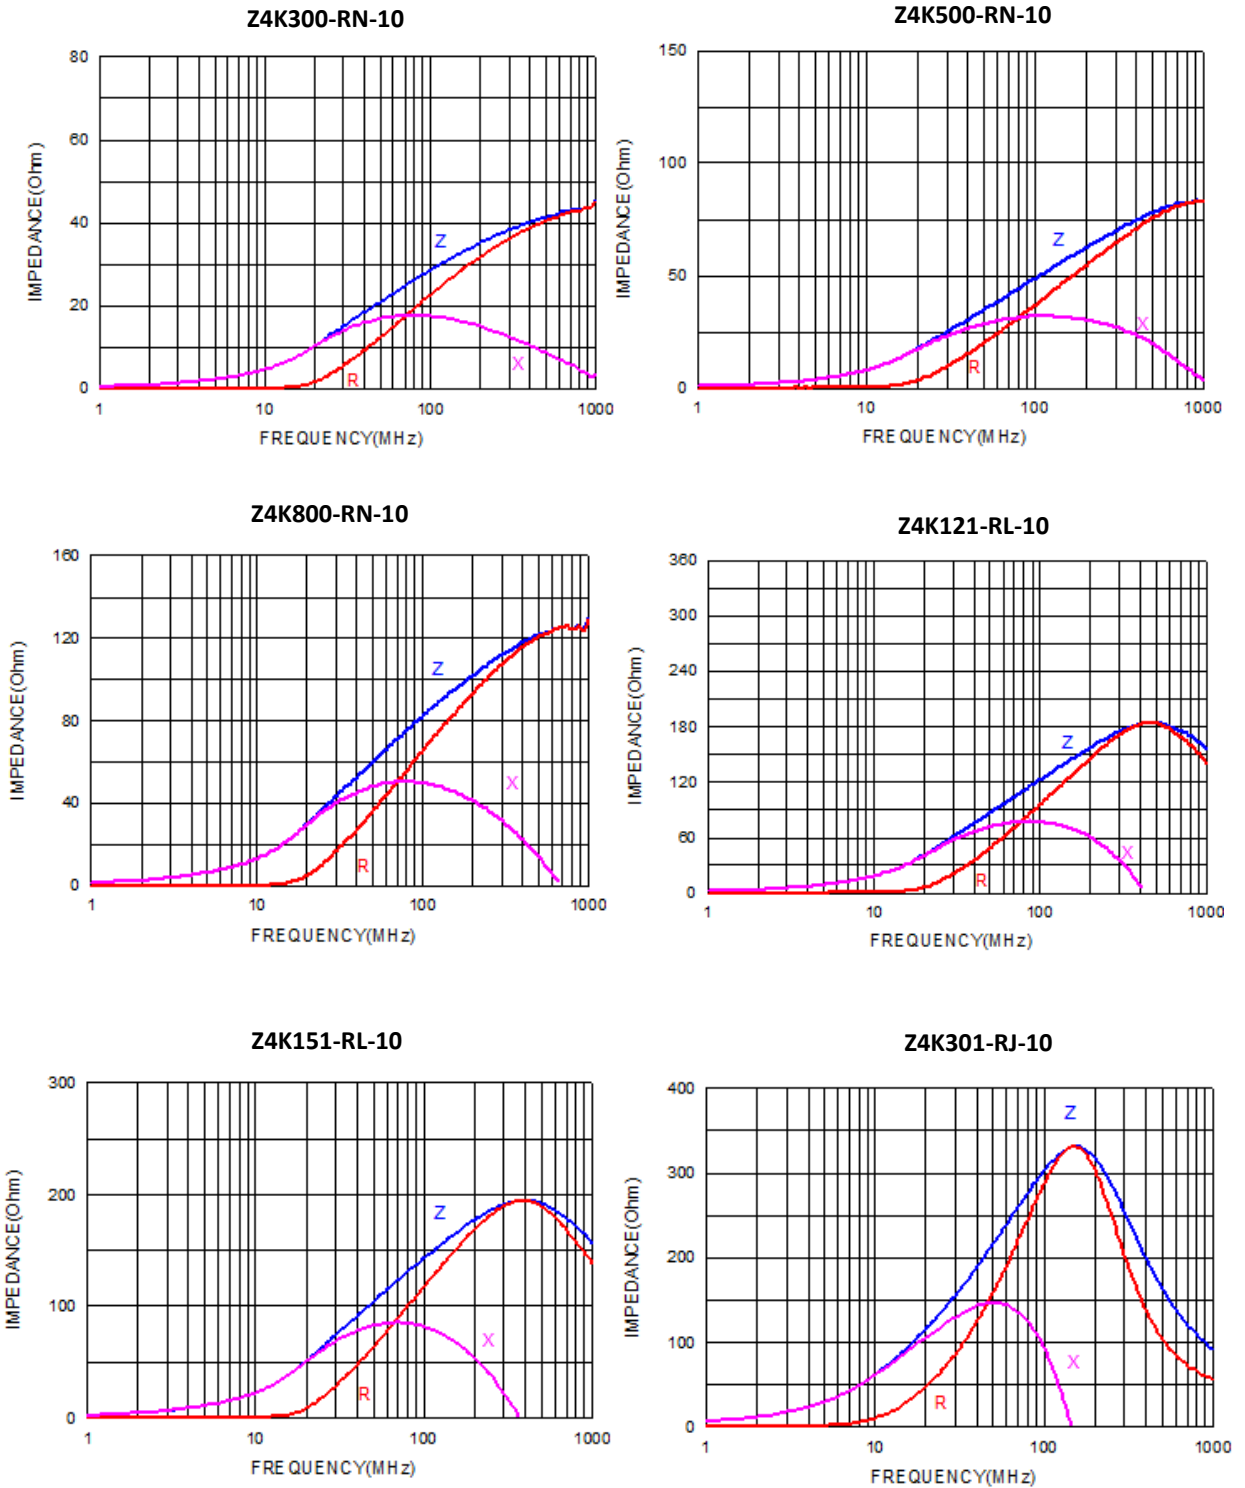 Z4K300-RN-10
80
60
40
20
0
IMPEDANCE(Ohm)
Z
R
X
1 10 100 1000
FREQUENCY(MHz)
Z4K500-RN-10
150
100
50
0
IMPEDANCE(Ohm)
Z
X
R
1 10 100 1000
FREQUENCY(MHz)
Z4K800-RN-10
160
120
80
40
0
IMPEDANCE(Ohm)
Z
X
R
1 10 100 1000
FREQUENCY(MHz)
Z4K121-RL-10
360
300
240
180
120
60
0
IMPEDANCE(Ohm)
Z
X
R
1 10 100 1000
FREQUENCY(MHz)
Z4K151-RL-10
300
200
100
0
IMPEDANCE(Ohm)
Z
X
R
1 10 100 1000
FREQUENCY(MHz)
Z4K301-RJ-10
400
300
200
100
0
IMPEDANCE(Ohm)
Z
X
R
1 10 100 1000
FREQUENCY(MHz)